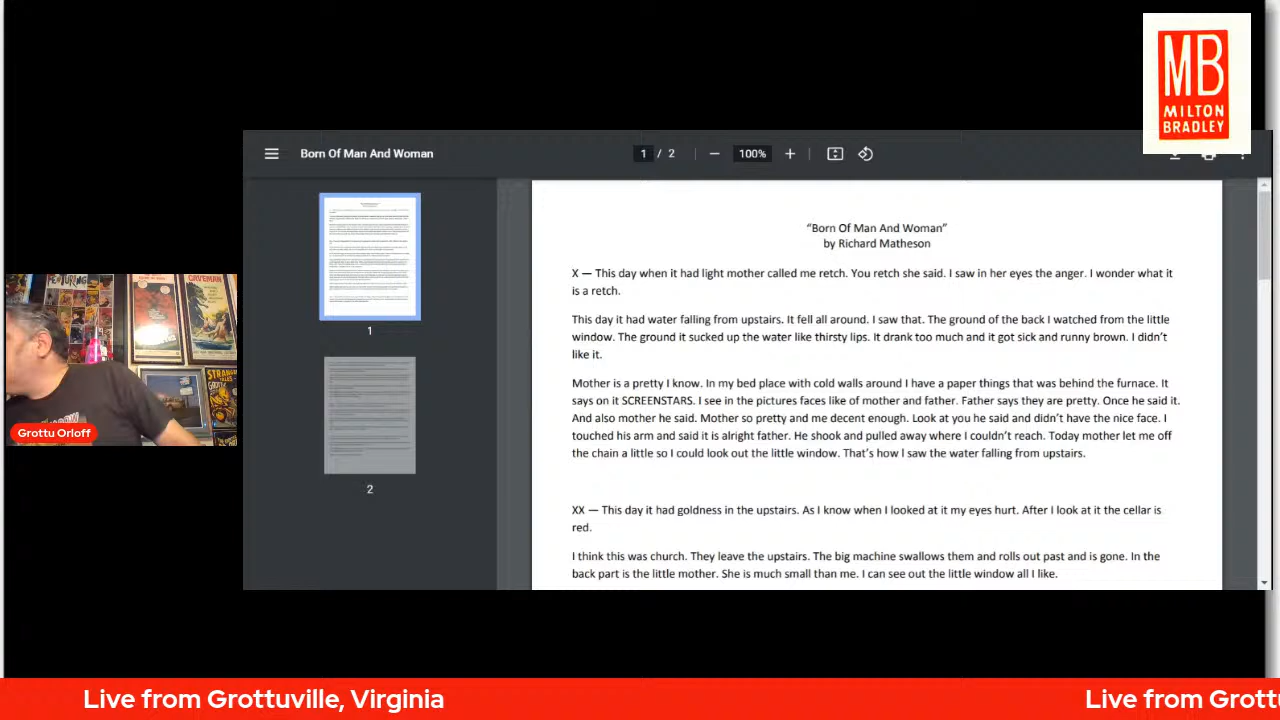 MB
MILTON
BRADLEY
Born Of Man And Woman
1 / 2
100%
“Born Of Man And Woman”
by Richard Matheson
X — This day when it had light mother called me retch. You retch she said. I saw in her eyes the anger. I wonder what it
is a retch.
This day it had water falling from upstairs. It fell all around. I saw that. The ground of the back I watched from the little
window. The ground it sucked up the water like thirsty lips. It drank too much and it got sick and runny brown. I didn’t
like it.
Mother is a pretty I know. In my bed place with cold walls around I have a paper things that was behind the furnace. It
says on it SCREENSTARS. I see in the pictures faces like of mother and father. Father says they are pretty. Once he said it.
And also mother he said. Mother so pretty and me decent enough. Look at you he said and didn’t have the nice face. I
touched his arm and said it is alright father. He shook and pulled away where I couldn’t reach. Today mother let me off
the chain a little so I could look out the little window. That’s how I saw the water falling from upstairs.
XX — This day it had goldness in the upstairs. As I know when I looked at it my eyes hurt. After I look at it the cellar is
red.
I think this was church. They leave the upstairs. The big machine swallows them and rolls out past and is gone. In the
back part is the little mother. She is much small than me. I can see out the little window all I like.
1
2
CAVEMAN
STRANGE
TALES
Grottu Orloff
Live from Grottuville, Virginia
Live from Grott